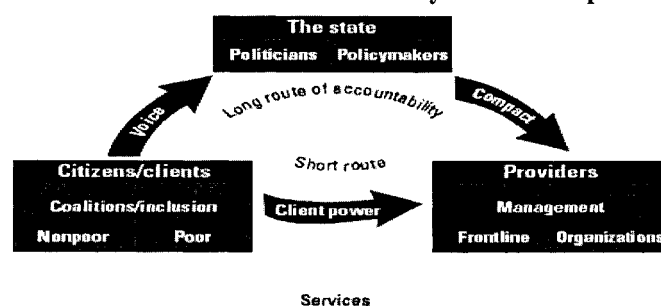 The state
Politicians Policymakers
Voice
Long route of accountability
Compact
Short route
Citizens/clients
Coalitions/inclusion
Nonpoor Poor
Client power
Providers
Management
Frontline Organizations
Services